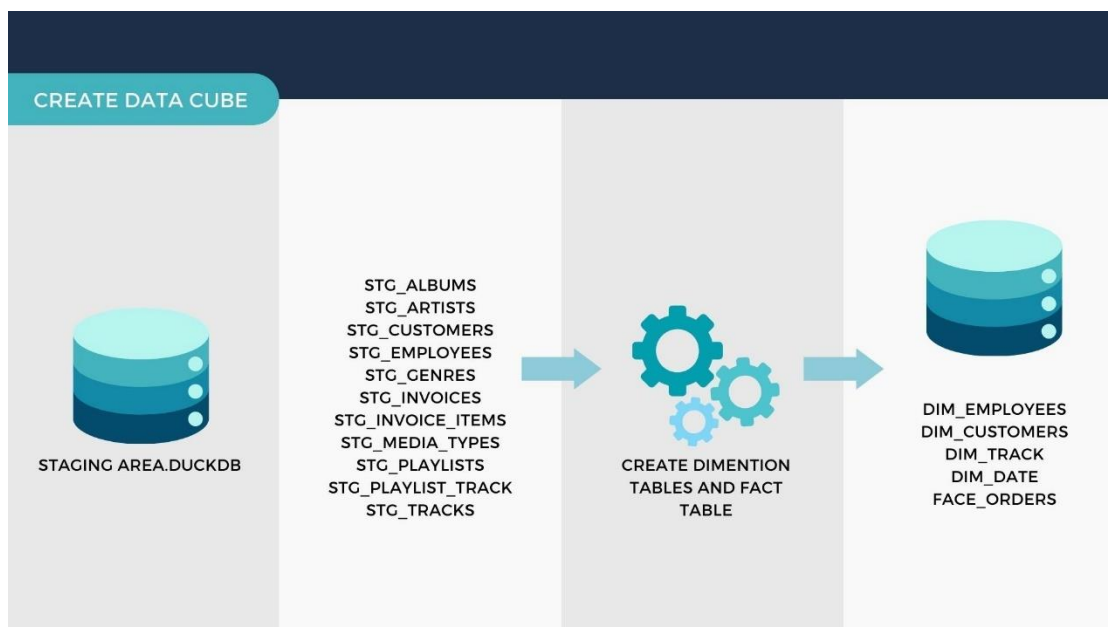 CREATE DATA CUBE
STAGING AREA.DUCKDB
STG_ALBUMS
STG_ARTISTS
STG_CUSTOMERS
STG_EMPLOYEES
STG_GENRES
STG_INVOICES
STG_INVOICE_ITEMS
STG_MEDIA_TYPES
STG_PLAYLISTS
STG_PLAYLIST_TRACK
STG_TRACKS
CREATE DIMENTION
TABLES AND FACT
TABLE
DIM_EMPLOYEES
DIM_CUSTOMERS
DIM_TRACK
DIM_DATE
FACE_ORDERS